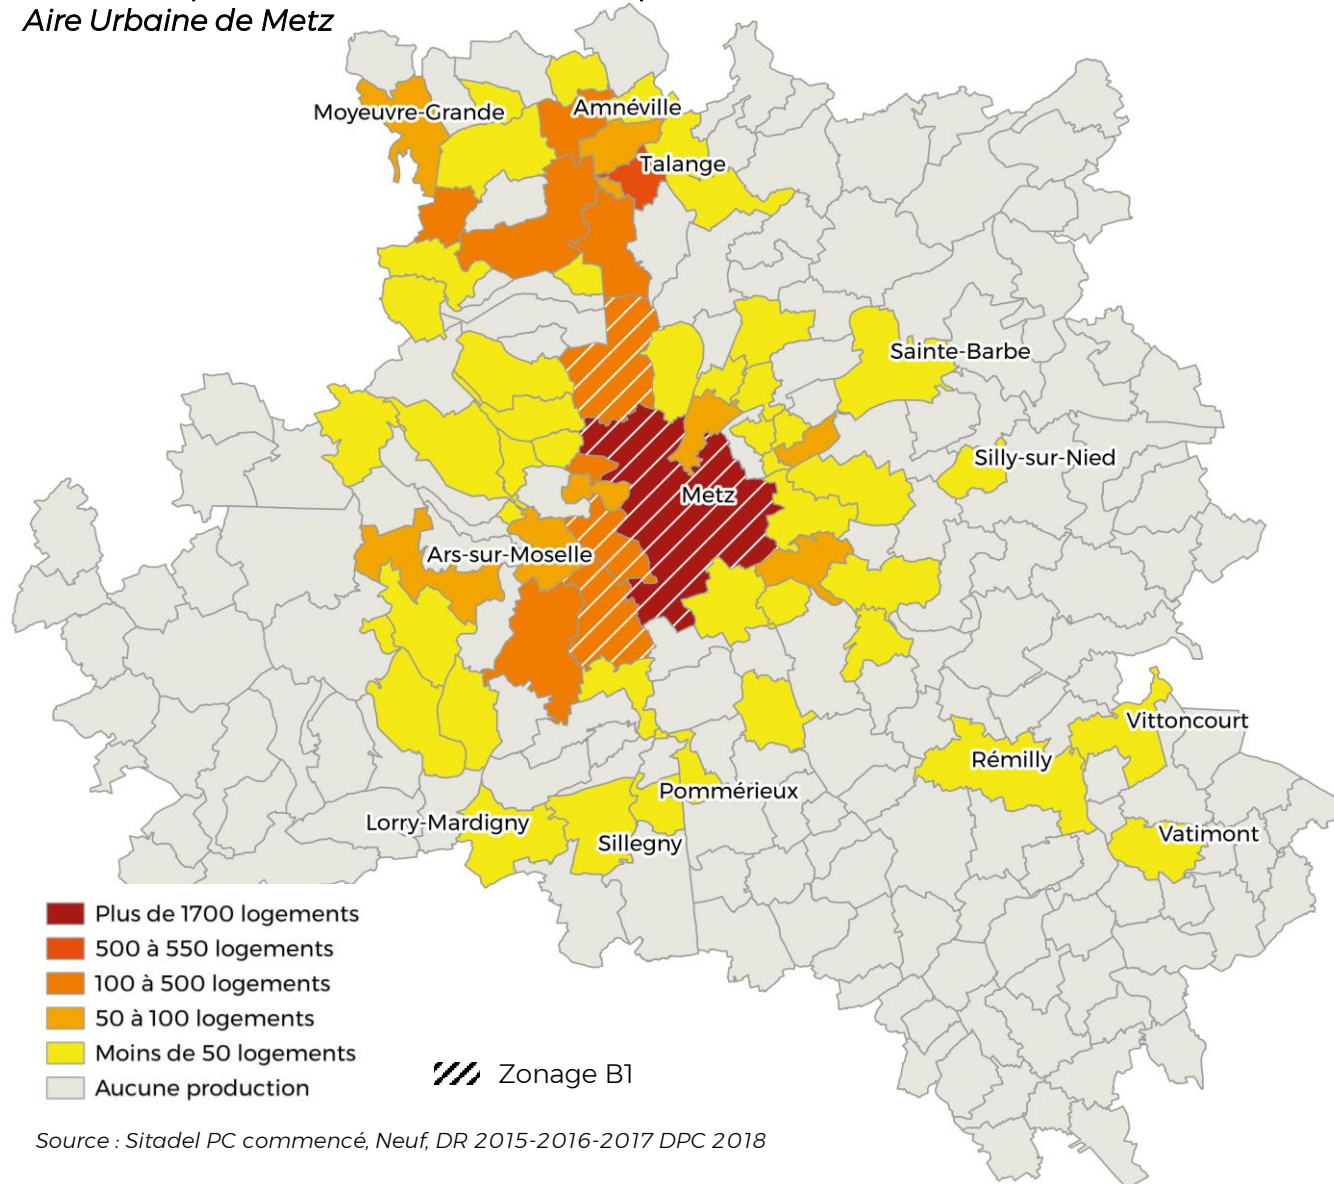 Aire Urbaine de Metz
Moyeuvre-Grande
Amnéville
Talange
Sainte-Barbe
Silly-sur-Nied
Metz
Ars-sur-Moselle
Vittoncourt
Rémilly
Pommérieux
Lorry-Mardigny
Sillegny
Vatimont
Plus de 1700 logements
500 à 550 logements
100 à 500 logements
50 à 100 logements
Moins de 50 logements
Aucune production
Zonage B1
Source : Sitadel PC commencé, Neuf, DR 2015-2016-2017 DPC 2018